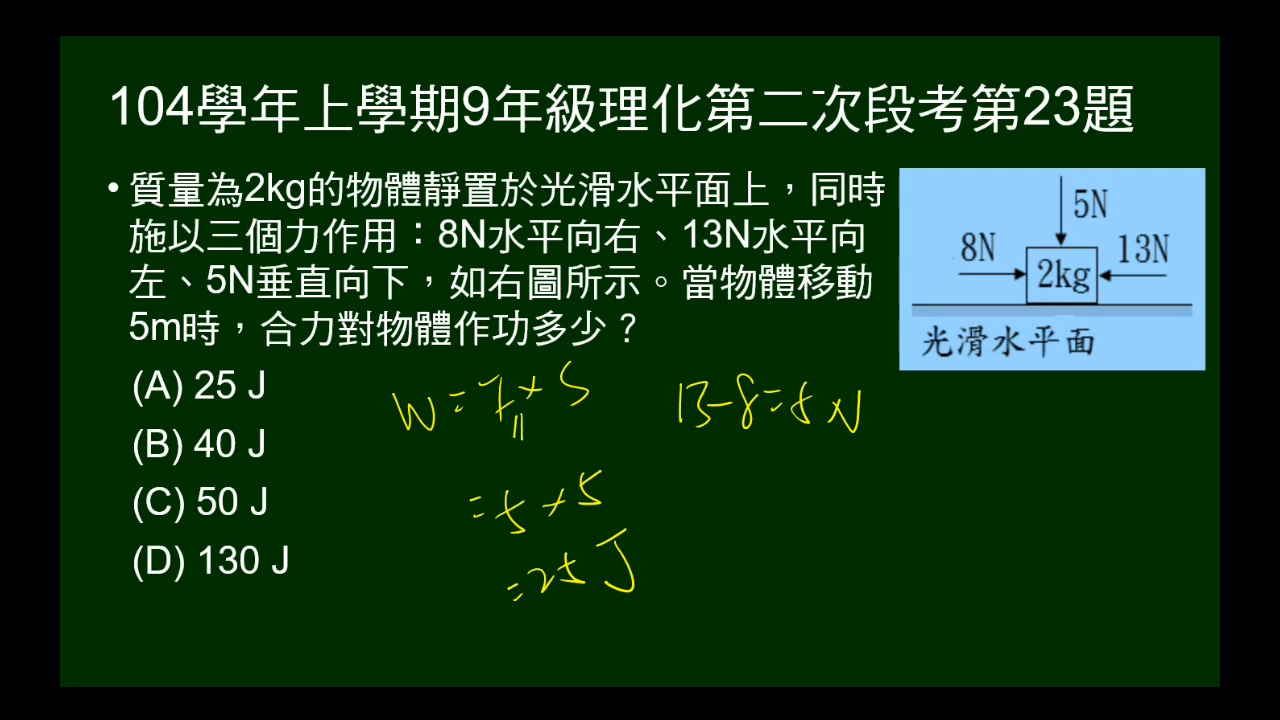 104學年上學期9年級理化第二次段考第23題
• 質量為2kg的物體靜置於光滑水平面上，同時
施以三個力作用：8N水平向右、13N水平向
左、5N垂直向下，如右圖所示。當物體移動
5m時，合力對物體作功多少？
(A) 25 J
(B) 40 J
(C) 50 J
(D) 130 J
5N
8N
13N
2kg
光滑水平面
W = F∥ × S
13-8=5N
= 5 × 5
= 25 J